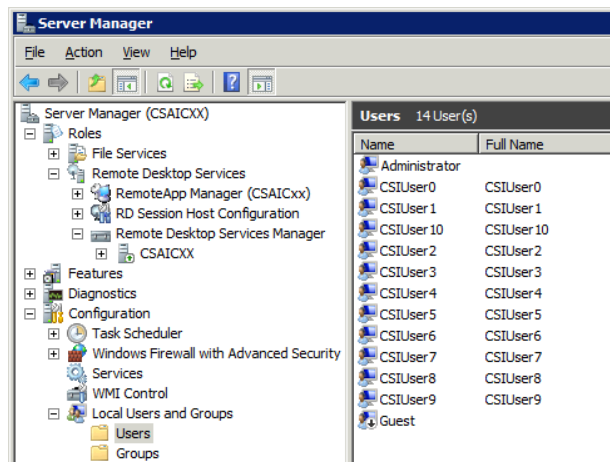 Server Manager
File Action View Help
Server Manager (CSAICXX)
Roles
File Services
Remote Desktop Services
RemoteApp Manager (CSAICxx)
RD Session Host Configuration
Remote Desktop Services Manager
CSAICXX
Features
Diagnostics
Configuration
Task Scheduler
Windows Firewall with Advanced Security
Services
WMI Control
Local Users and Groups
Users
Groups
Users 14 User(s)
Name Full Name
Administrator
CSIUser0 CSIUser0
CSIUser1 CSIUser1
CSIUser10 CSIUser10
CSIUser2 CSIUser2
CSIUser3 CSIUser3
CSIUser4 CSIUser4
CSIUser5 CSIUser5
CSIUser6 CSIUser6
CSIUser7 CSIUser7
CSIUser8 CSIUser8
CSIUser9 CSIUser9
Guest